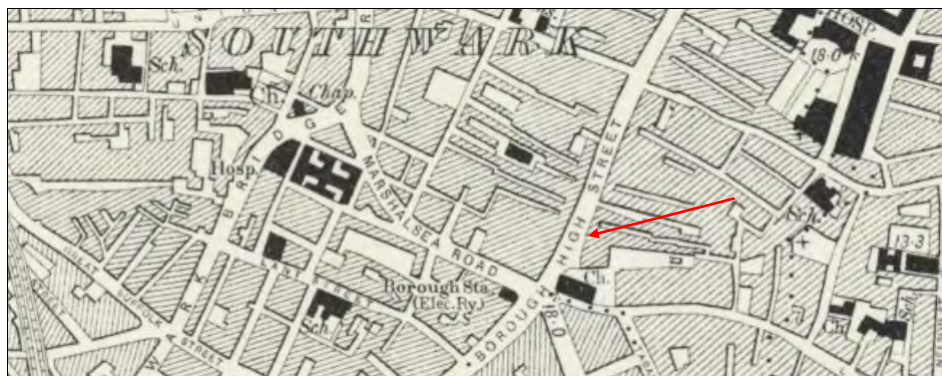 SOUTHWARK
HOSP.
18·0
Sch.
Ch.
Chap.
BRIDGE
Hosp.
MARSHALSEA ROAD
HIGH STREET
Sch.
13·3
Borough Sta.
(Elec. Ry.)
Ch.
GREAT
SUFFOLK
STREET
Sch.
BOROUGH
18·0
Ch.
Sch.